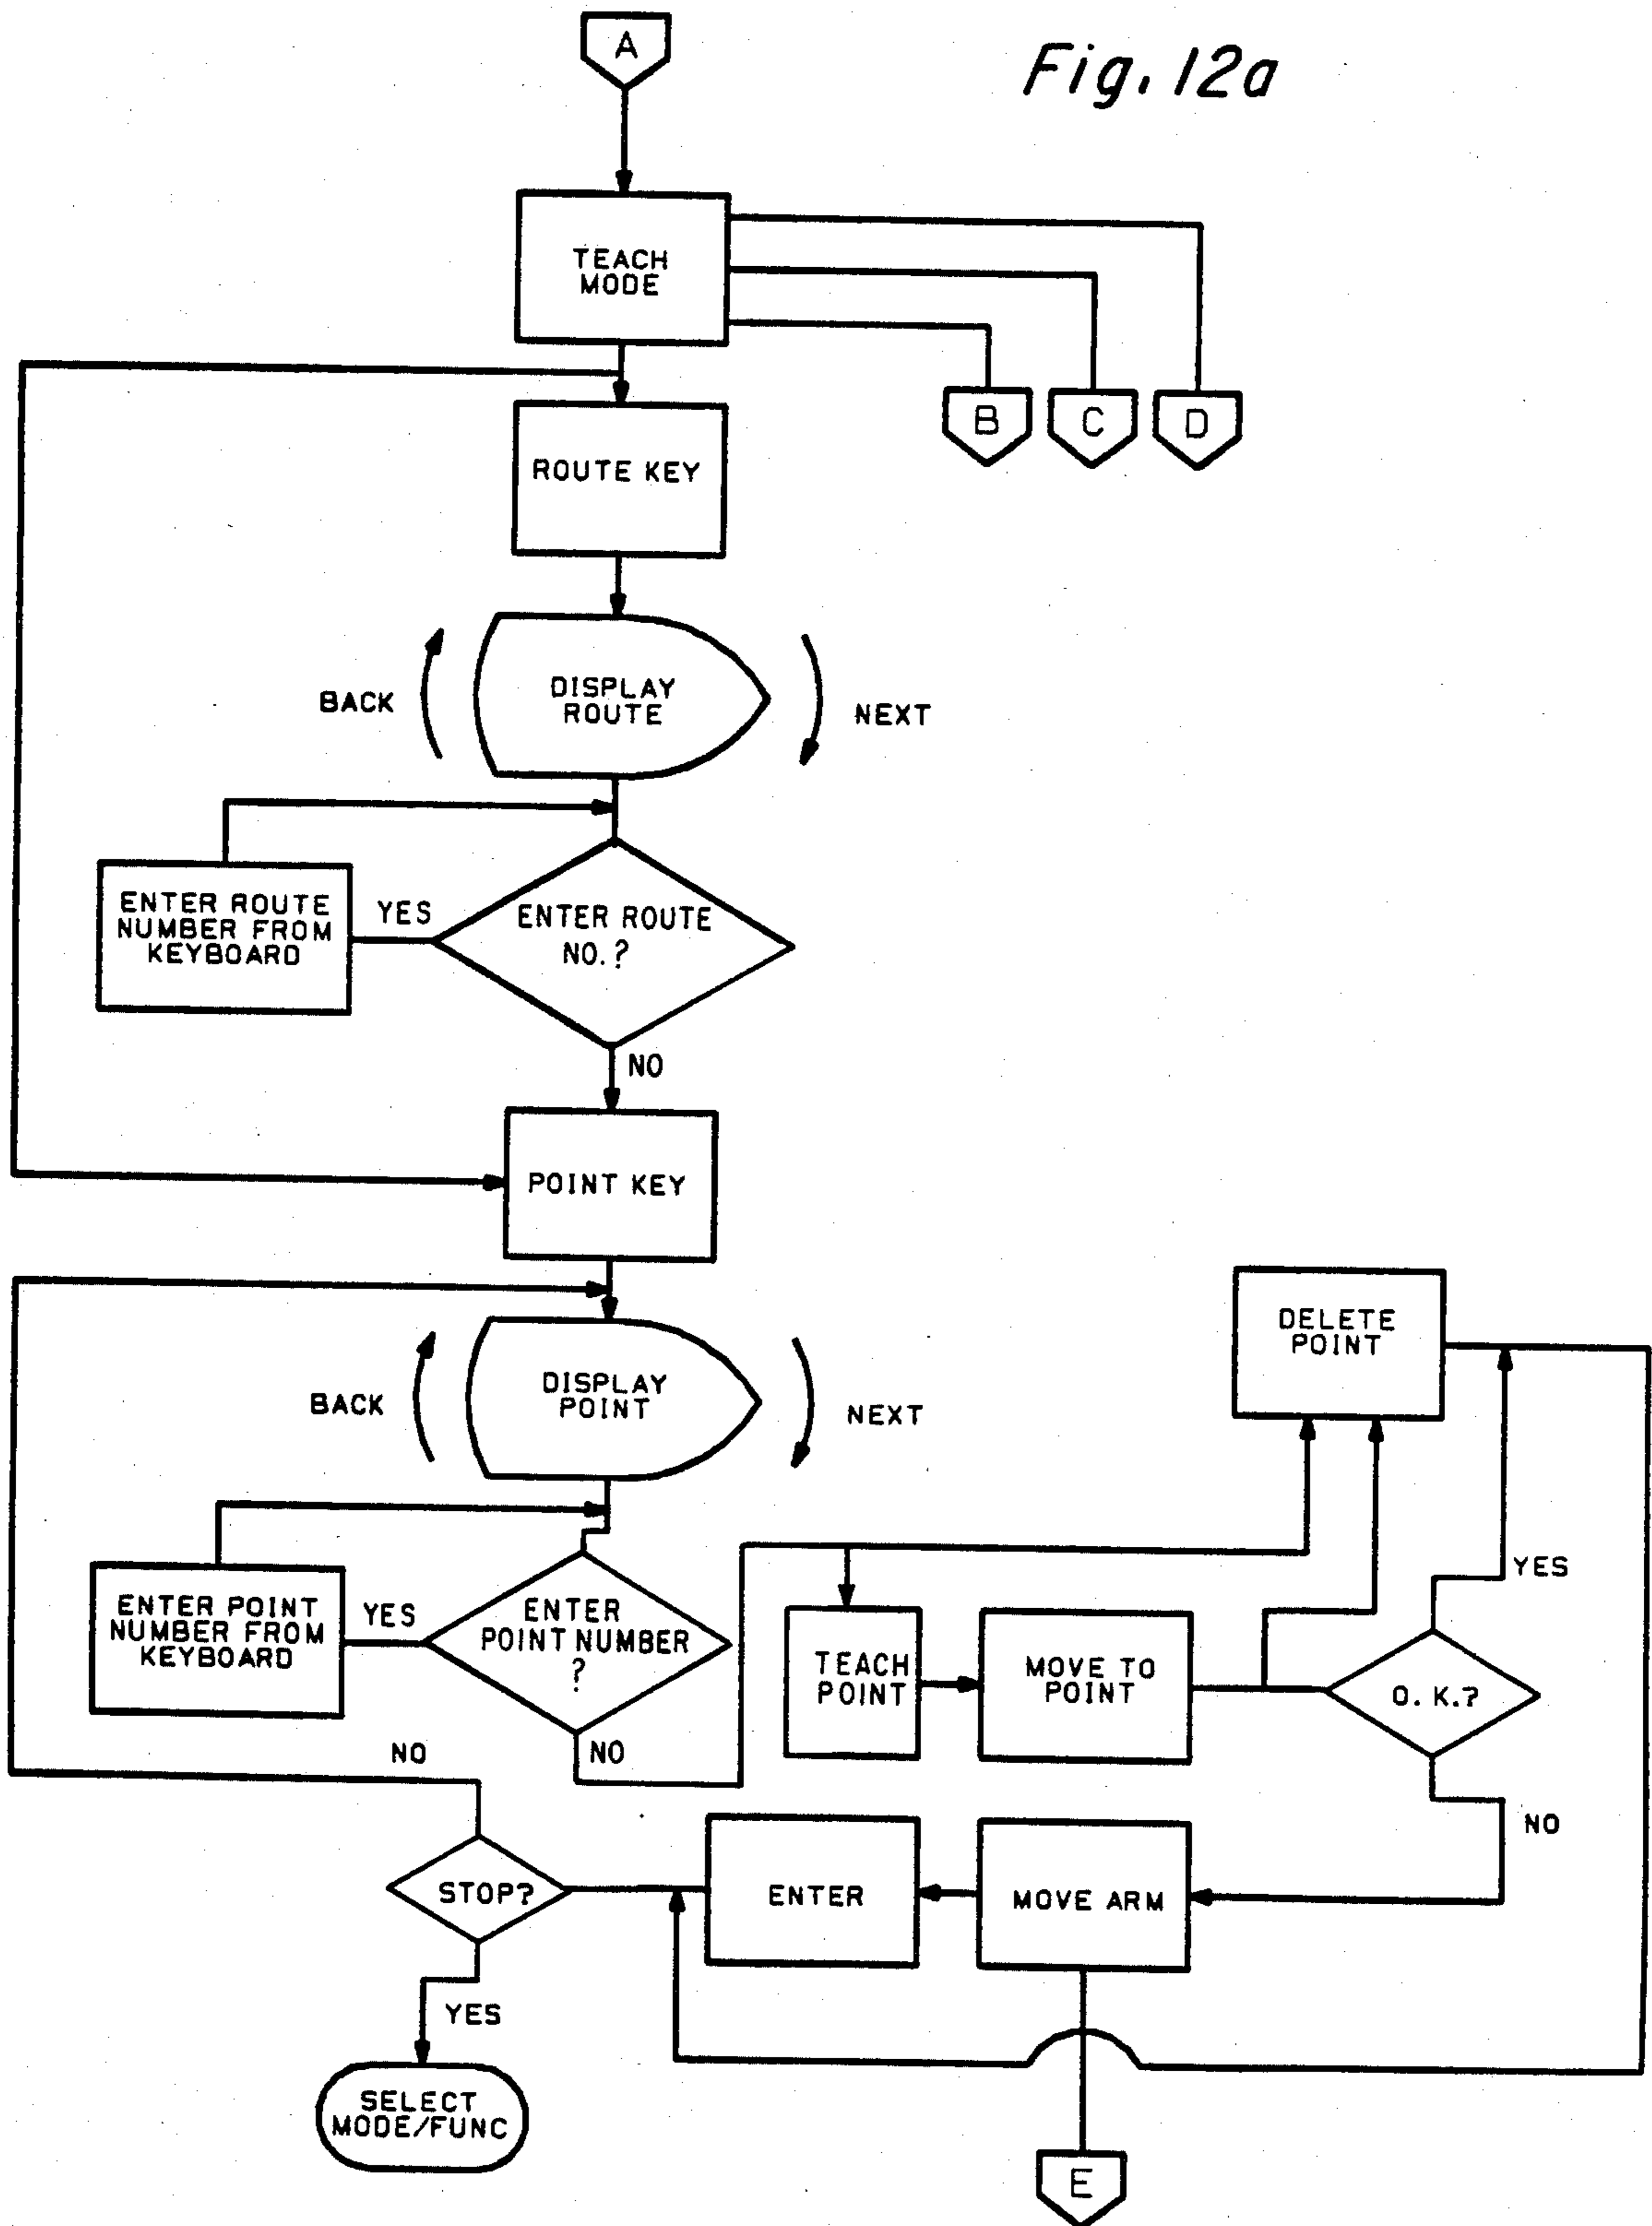 A
Fig. 12a
TEACH
MODE
B
C
D
ROUTE KEY
DISPLAY
ROUTE
BACK
NEXT
ENTER ROUTE
NUMBER FROM
KEYBOARD
YES
ENTER ROUTE
NO.?
NO
POINT KEY
DELETE
POINT
DISPLAY
POINT
BACK
NEXT
YES
ENTER POINT
NUMBER FROM
KEYBOARD
YES
ENTER
POINT NUMBER
?
TEACH
POINT
MOVE TO
POINT
O. K.?
NO
NO
NO
STOP?
ENTER
MOVE ARM
YES
SELECT
MODE/FUNC
E